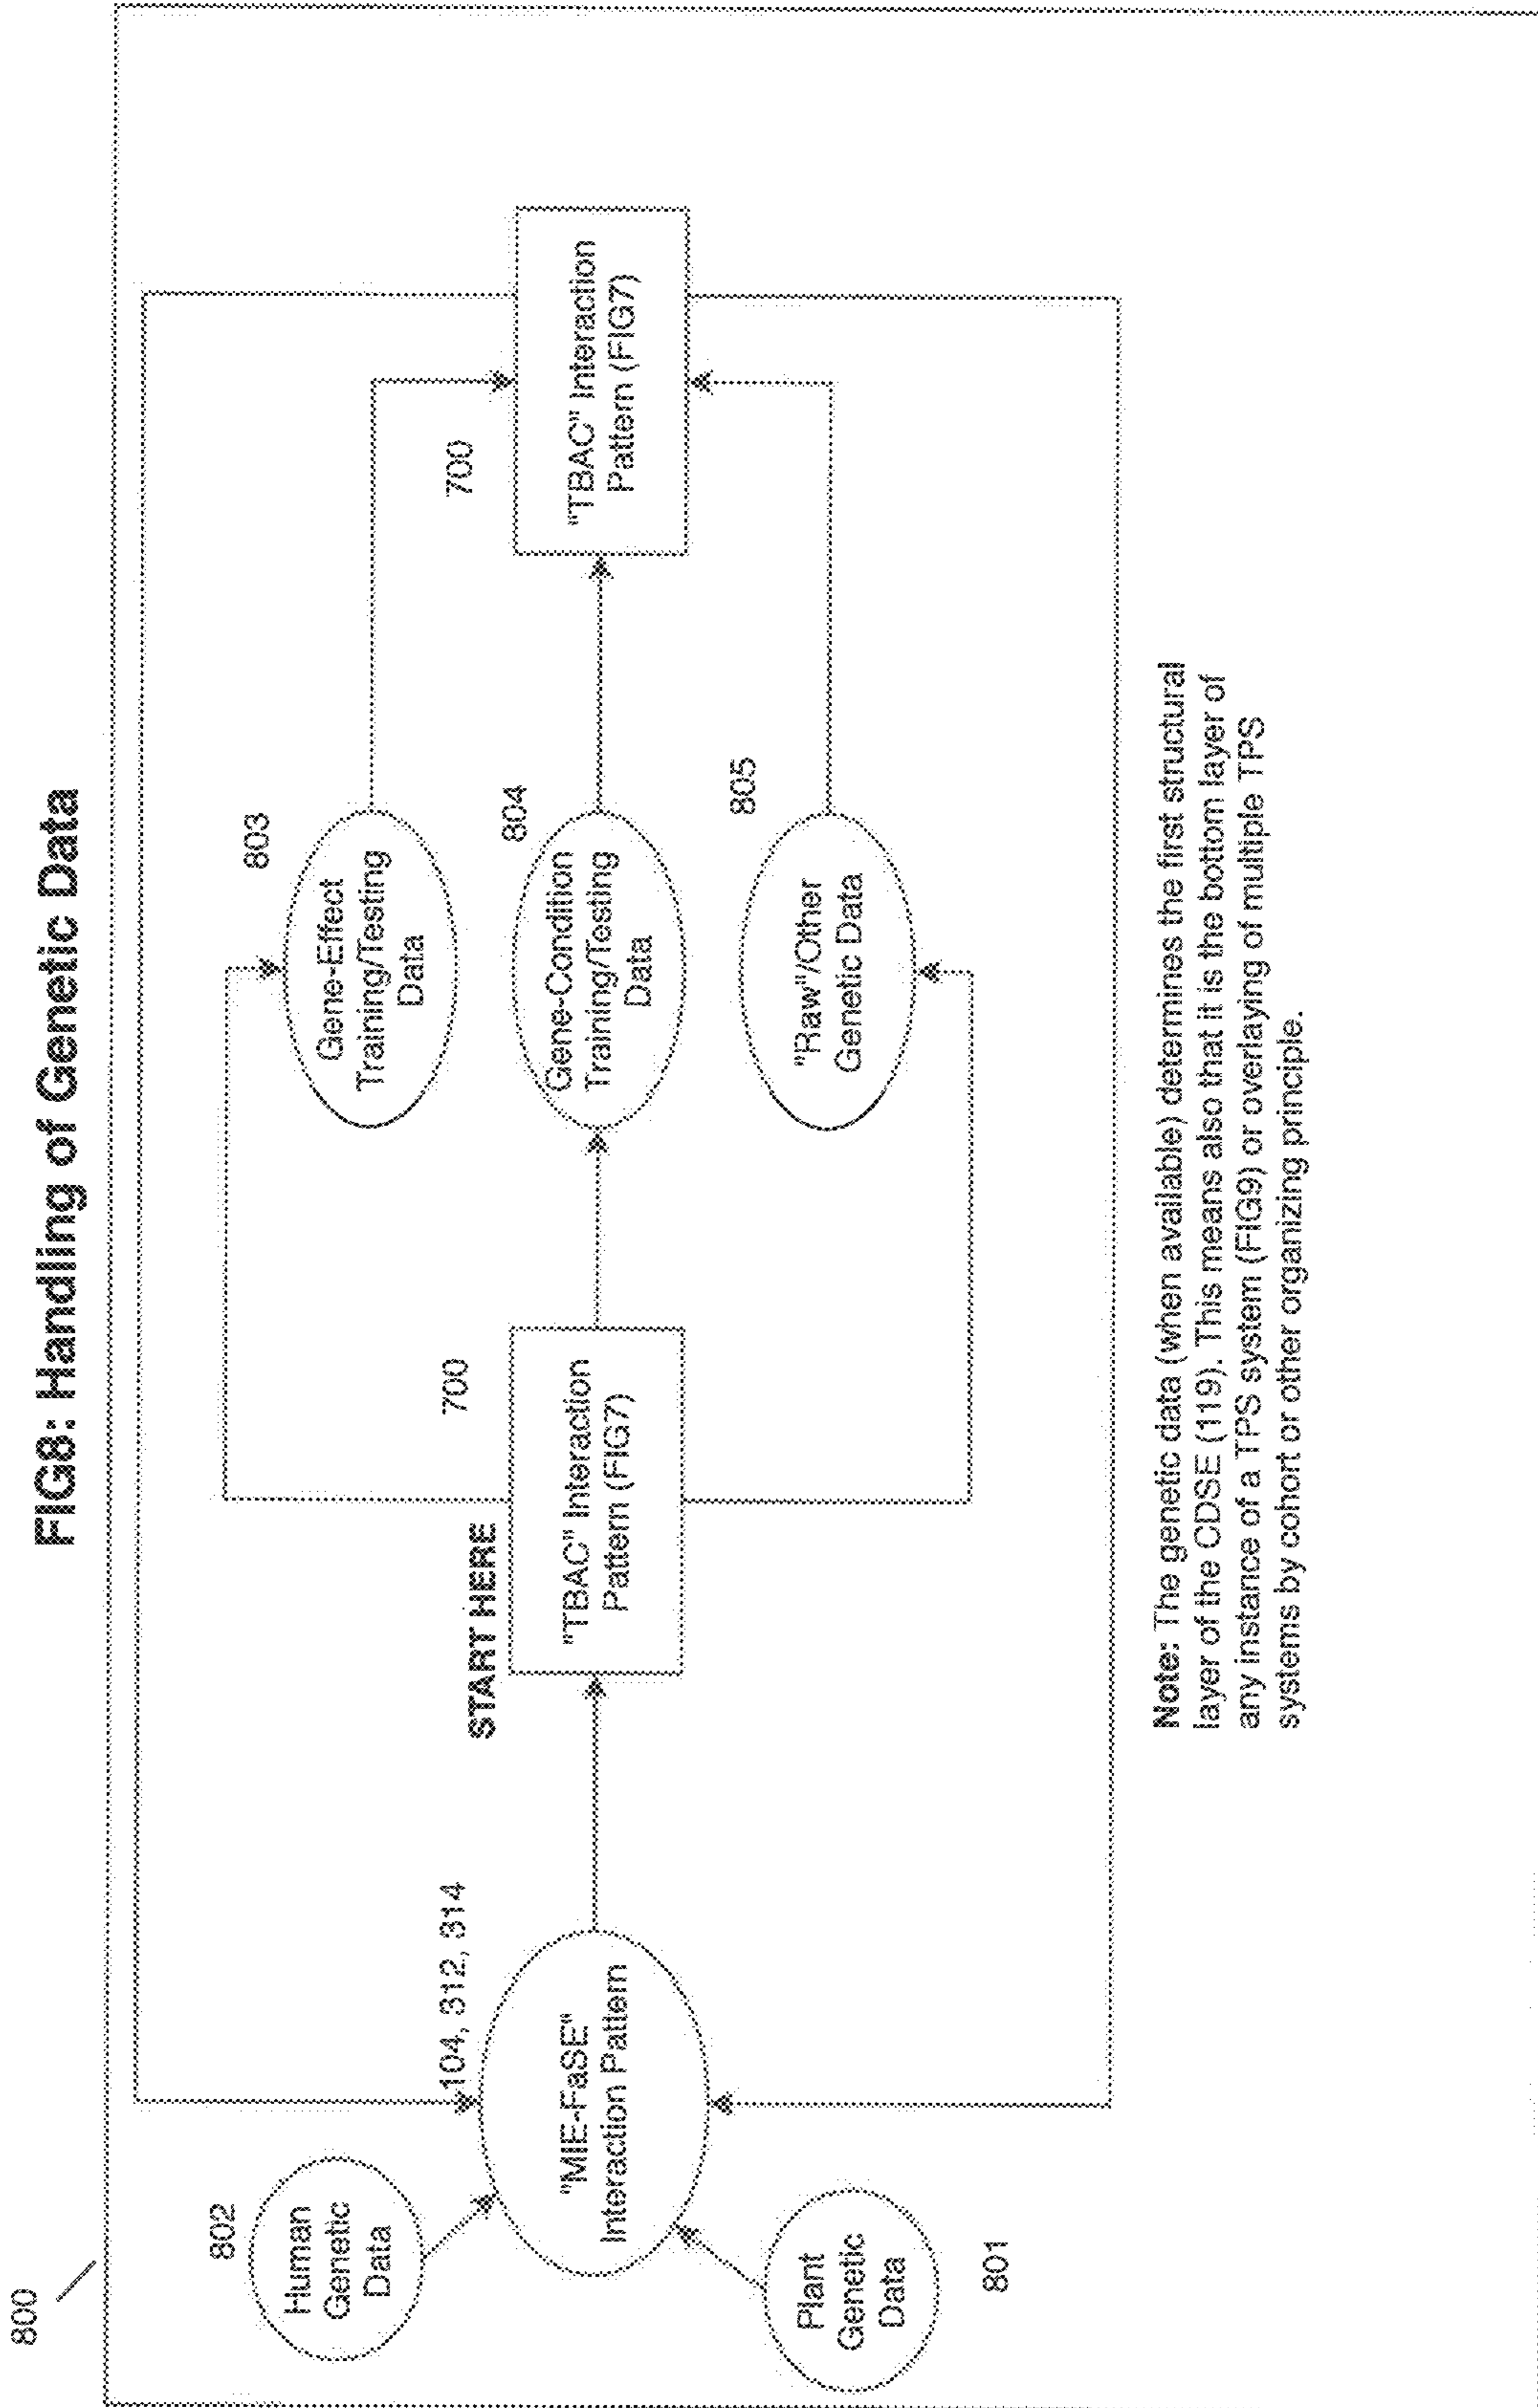 FIG8: Handling of Genetic Data
800
802
Human
Genetic
Data
Plant
Genetic
Data
801
104, 312, 314
"MIE-FaSE"
Interaction Pattern
START HERE
700
"TBAC" Interaction
Pattern (FIG7)
803
Gene-Effect
Training/Testing
Data
804
Gene-Condition
Training/Testing
Data
805
"Raw"/Other
Genetic Data
700
"TBAC" Interaction
Pattern (FIG7)
Note: The genetic data (when available) determines the first structural
layer of the CDSE (119). This means also that it is the bottom layer of
any instance of a TPS system (FIG9) or overlaying of multiple TPS
systems by cohort or other organizing principle.